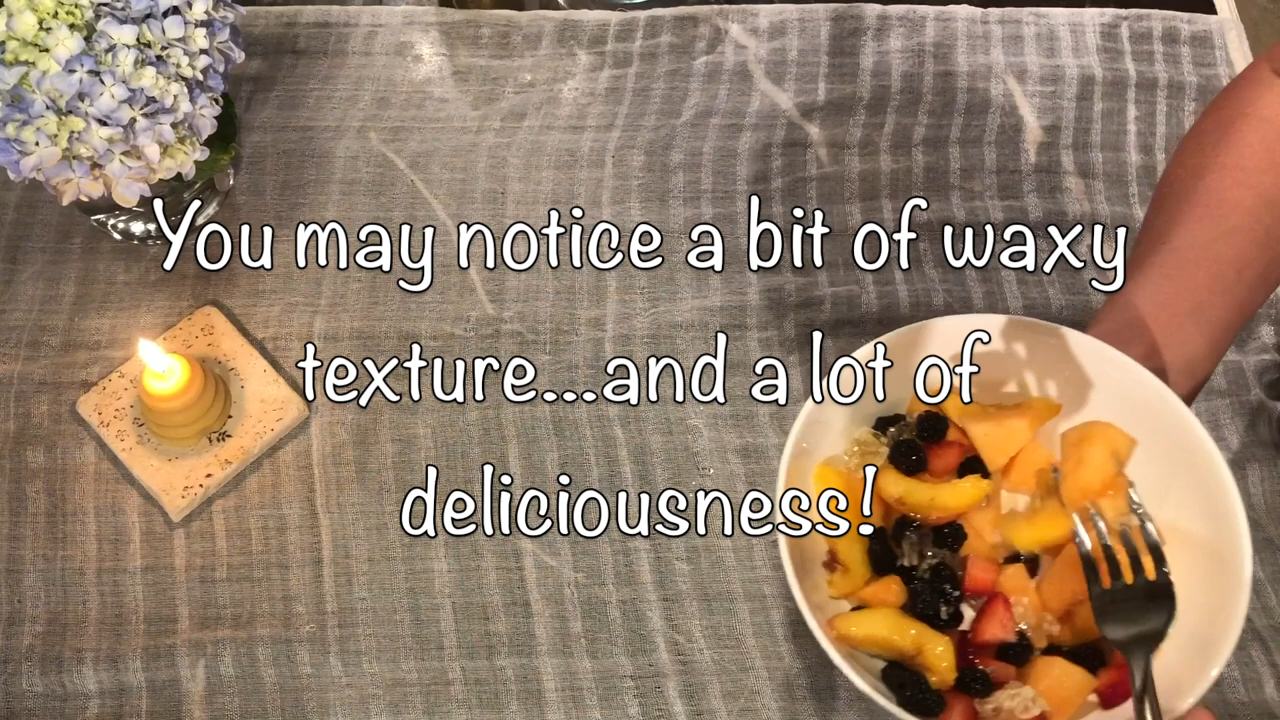 You may notice a bit of waxy
texture...and a lot of
deliciousness!